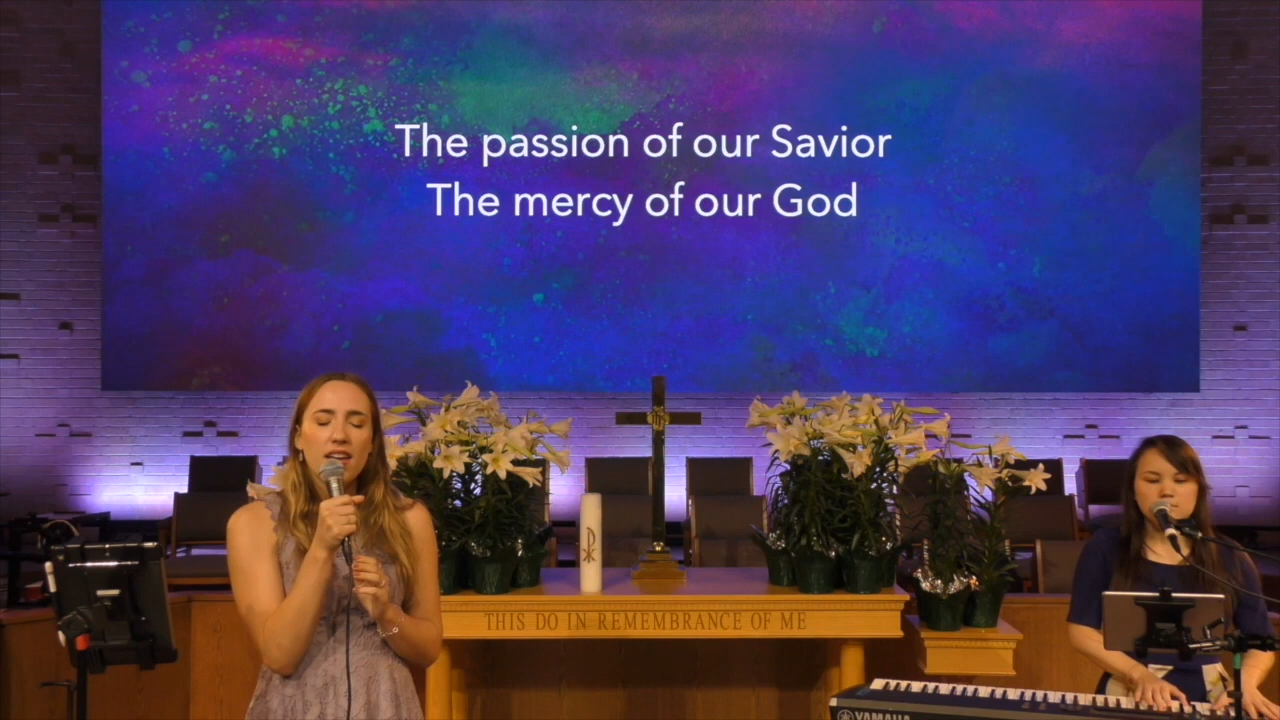 The passion of our Savior
The mercy of our God
THIS DO IN REMEMBRANCE OF ME
YAMAHA